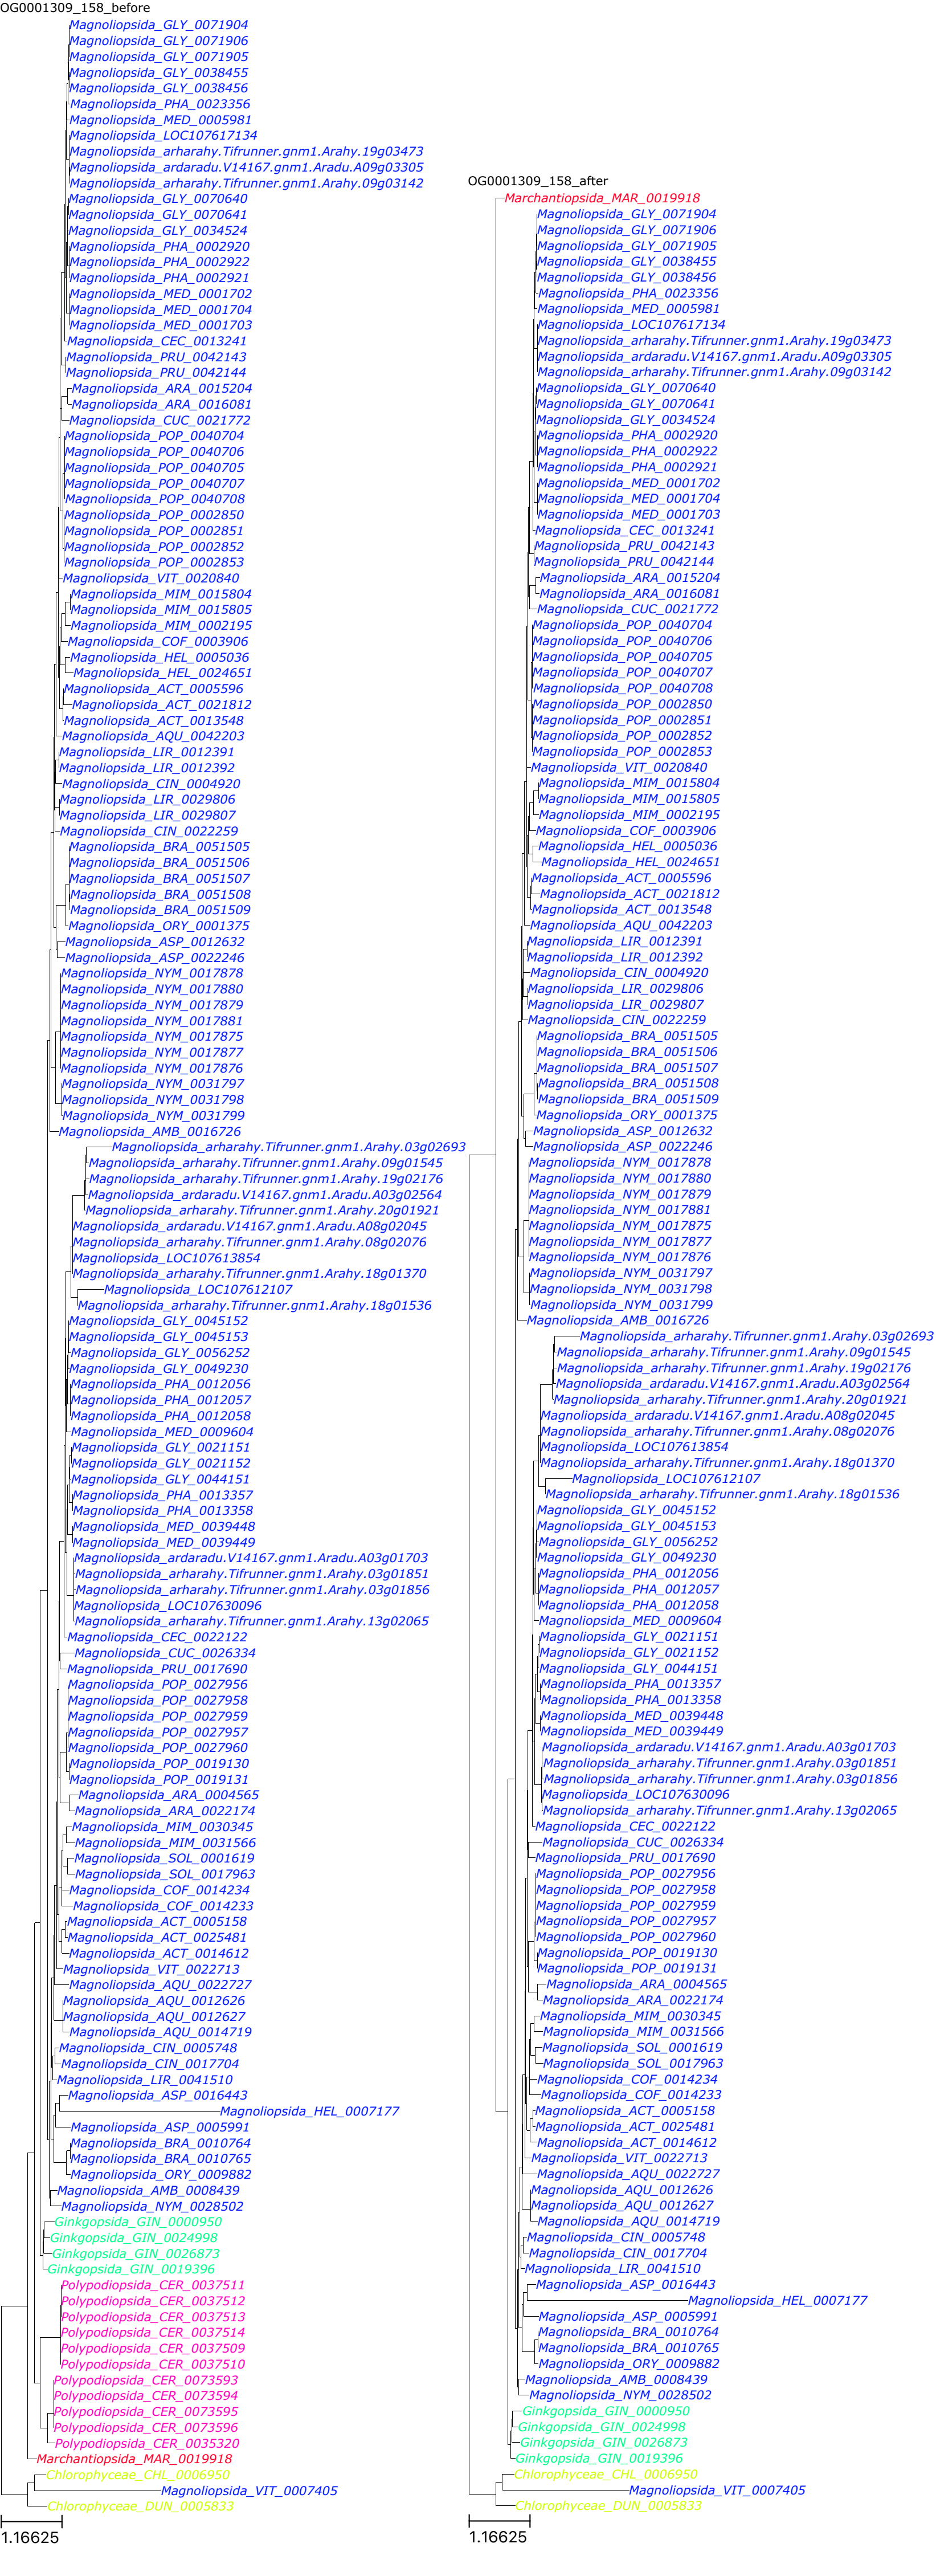 OG0001309_158_before
Magnoliopsida_GLY_0071904
Magnoliopsida_GLY_0071906
Magnoliopsida_GLY_0071905
Magnoliopsida_GLY_0038455
Magnoliopsida_GLY_0038456
Magnoliopsida_PHA_0023356
Magnoliopsida_MED_0005981
Magnoliopsida_LOC107617134
Magnoliopsida_arharahy.Tifrunner.gnm1.Arahy.19g03473
Magnoliopsida_ardaradu.V14167.gnm1.Aradu.A09g03305
Magnoliopsida_arharahy.Tifrunner.gnm1.Arahy.09g03142
Magnoliopsida_GLY_0070640
Magnoliopsida_GLY_0070641
Magnoliopsida_GLY_0034524
Magnoliopsida_PHA_0002920
Magnoliopsida_PHA_0002922
Magnoliopsida_PHA_0002921
Magnoliopsida_MED_0001702
Magnoliopsida_MED_0001704
Magnoliopsida_MED_0001703
Magnoliopsida_CEC_0013241
Magnoliopsida_PRU_0042143
Magnoliopsida_PRU_0042144
Magnoliopsida_ARA_0015204
Magnoliopsida_ARA_0016081
Magnoliopsida_CUC_0021772
Magnoliopsida_POP_0040704
Magnoliopsida_POP_0040706
Magnoliopsida_POP_0040705
Magnoliopsida_POP_0040707
Magnoliopsida_POP_0040708
Magnoliopsida_POP_0002850
Magnoliopsida_POP_0002851
Magnoliopsida_POP_0002852
Magnoliopsida_POP_0002853
Magnoliopsida_VIT_0020840
Magnoliopsida_MIM_0015804
Magnoliopsida_MIM_0015805
Magnoliopsida_MIM_0002195
Magnoliopsida_COF_0003906
Magnoliopsida_HEL_0005036
Magnoliopsida_HEL_0024651
Magnoliopsida_ACT_0005596
Magnoliopsida_ACT_0021812
Magnoliopsida_ACT_0013548
Magnoliopsida_AQU_0042203
Magnoliopsida_LIR_0012391
Magnoliopsida_LIR_0012392
Magnoliopsida_CIN_0004920
Magnoliopsida_LIR_0029806
Magnoliopsida_LIR_0029807
Magnoliopsida_CIN_0022259
Magnoliopsida_BRA_0051505
Magnoliopsida_BRA_0051506
Magnoliopsida_BRA_0051507
Magnoliopsida_BRA_0051508
Magnoliopsida_BRA_0051509
Magnoliopsida_ORY_0001375
Magnoliopsida_ASP_0012632
Magnoliopsida_ASP_0022246
Magnoliopsida_NYM_0017878
Magnoliopsida_NYM_0017880
Magnoliopsida_NYM_0017879
Magnoliopsida_NYM_0017881
Magnoliopsida_NYM_0017875
Magnoliopsida_NYM_0017877
Magnoliopsida_NYM_0017876
Magnoliopsida_NYM_0031797
Magnoliopsida_NYM_0031798
Magnoliopsida_NYM_0031799
Magnoliopsida_AMB_0016726
Magnoliopsida_arharahy.Tifrunner.gnm1.Arahy.03g02693
Magnoliopsida_arharahy.Tifrunner.gnm1.Arahy.09g01545
Magnoliopsida_arharahy.Tifrunner.gnm1.Arahy.19g02176
Magnoliopsida_ardaradu.V14167.gnm1.Aradu.A03g02564
Magnoliopsida_arharahy.Tifrunner.gnm1.Arahy.20g01921
Magnoliopsida_ardaradu.V14167.gnm1.Aradu.A08g02045
Magnoliopsida_arharahy.Tifrunner.gnm1.Arahy.08g02076
Magnoliopsida_LOC107613854
Magnoliopsida_arharahy.Tifrunner.gnm1.Arahy.18g01370
Magnoliopsida_LOC107612107
Magnoliopsida_arharahy.Tifrunner.gnm1.Arahy.18g01536
Magnoliopsida_GLY_0045152
Magnoliopsida_GLY_0045153
Magnoliopsida_GLY_0056252
Magnoliopsida_GLY_0049230
Magnoliopsida_PHA_0012056
Magnoliopsida_PHA_0012057
Magnoliopsida_PHA_0012058
Magnoliopsida_MED_0009604
Magnoliopsida_GLY_0021151
Magnoliopsida_GLY_0021152
Magnoliopsida_GLY_0044151
Magnoliopsida_PHA_0013357
Magnoliopsida_PHA_0013358
Magnoliopsida_MED_0039448
Magnoliopsida_MED_0039449
Magnoliopsida_ardaradu.V14167.gnm1.Aradu.A03g01703
Magnoliopsida_arharahy.Tifrunner.gnm1.Arahy.03g01851
Magnoliopsida_arharahy.Tifrunner.gnm1.Arahy.03g01856
Magnoliopsida_LOC107630096
Magnoliopsida_arharahy.Tifrunner.gnm1.Arahy.13g02065
Magnoliopsida_CEC_0022122
Magnoliopsida_CUC_0026334
Magnoliopsida_PRU_0017690
Magnoliopsida_POP_0027956
Magnoliopsida_POP_0027958
Magnoliopsida_POP_0027959
Magnoliopsida_POP_0027957
Magnoliopsida_POP_0027960
Magnoliopsida_POP_0019130
Magnoliopsida_POP_0019131
Magnoliopsida_ARA_0004565
Magnoliopsida_ARA_0022174
Magnoliopsida_MIM_0030345
Magnoliopsida_MIM_0031566
Magnoliopsida_SOL_0001619
Magnoliopsida_SOL_0017963
Magnoliopsida_COF_0014234
Magnoliopsida_COF_0014233
Magnoliopsida_ACT_0005158
Magnoliopsida_ACT_0025481
Magnoliopsida_ACT_0014612
Magnoliopsida_VIT_0022713
Magnoliopsida_AQU_0022727
Magnoliopsida_AQU_0012626
Magnoliopsida_AQU_0012627
Magnoliopsida_AQU_0014719
Magnoliopsida_CIN_0005748
Magnoliopsida_CIN_0017704
Magnoliopsida_LIR_0041510
Magnoliopsida_ASP_0016443
Magnoliopsida_HEL_0007177
Magnoliopsida_ASP_0005991
Magnoliopsida_BRA_0010764
Magnoliopsida_BRA_0010765
Magnoliopsida_ORY_0009882
Magnoliopsida_AMB_0008439
Magnoliopsida_NYM_0028502
Ginkgopsida_GIN_0000950
Ginkgopsida_GIN_0024998
Ginkgopsida_GIN_0026873
Ginkgopsida_GIN_0019396
Polypodiopsida_CER_0037511
Polypodiopsida_CER_0037512
Polypodiopsida_CER_0037513
Polypodiopsida_CER_0037514
Polypodiopsida_CER_0037509
Polypodiopsida_CER_0037510
Polypodiopsida_CER_0073593
Polypodiopsida_CER_0073594
Polypodiopsida_CER_0073595
Polypodiopsida_CER_0073596
Polypodiopsida_CER_0035320
Marchantiopsida_MAR_0019918
Chlorophyceae_CHL_0006950
Magnoliopsida_VIT_0007405
Chlorophyceae_DUN_0005833
1.16625
OG0001309_158_after
Marchantiopsida_MAR_0019918
Magnoliopsida_GLY_0071904
Magnoliopsida_GLY_0071906
Magnoliopsida_GLY_0071905
Magnoliopsida_GLY_0038455
Magnoliopsida_GLY_0038456
Magnoliopsida_PHA_0023356
Magnoliopsida_MED_0005981
Magnoliopsida_LOC107617134
Magnoliopsida_arharahy.Tifrunner.gnm1.Arahy.19g03473
Magnoliopsida_ardaradu.V14167.gnm1.Aradu.A09g03305
Magnoliopsida_arharahy.Tifrunner.gnm1.Arahy.09g03142
Magnoliopsida_GLY_0070640
Magnoliopsida_GLY_0070641
Magnoliopsida_GLY_0034524
Magnoliopsida_PHA_0002920
Magnoliopsida_PHA_0002922
Magnoliopsida_PHA_0002921
Magnoliopsida_MED_0001702
Magnoliopsida_MED_0001704
Magnoliopsida_MED_0001703
Magnoliopsida_CEC_0013241
Magnoliopsida_PRU_0042143
Magnoliopsida_PRU_0042144
Magnoliopsida_ARA_0015204
Magnoliopsida_ARA_0016081
Magnoliopsida_CUC_0021772
Magnoliopsida_POP_0040704
Magnoliopsida_POP_0040706
Magnoliopsida_POP_0040705
Magnoliopsida_POP_0040707
Magnoliopsida_POP_0040708
Magnoliopsida_POP_0002850
Magnoliopsida_POP_0002851
Magnoliopsida_POP_0002852
Magnoliopsida_POP_0002853
Magnoliopsida_VIT_0020840
Magnoliopsida_MIM_0015804
Magnoliopsida_MIM_0015805
Magnoliopsida_MIM_0002195
Magnoliopsida_COF_0003906
Magnoliopsida_HEL_0005036
Magnoliopsida_HEL_0024651
Magnoliopsida_ACT_0005596
Magnoliopsida_ACT_0021812
Magnoliopsida_ACT_0013548
Magnoliopsida_AQU_0042203
Magnoliopsida_LIR_0012391
Magnoliopsida_LIR_0012392
Magnoliopsida_CIN_0004920
Magnoliopsida_LIR_0029806
Magnoliopsida_LIR_0029807
Magnoliopsida_CIN_0022259
Magnoliopsida_BRA_0051505
Magnoliopsida_BRA_0051506
Magnoliopsida_BRA_0051507
Magnoliopsida_BRA_0051508
Magnoliopsida_BRA_0051509
Magnoliopsida_ORY_0001375
Magnoliopsida_ASP_0012632
Magnoliopsida_ASP_0022246
Magnoliopsida_NYM_0017878
Magnoliopsida_NYM_0017880
Magnoliopsida_NYM_0017879
Magnoliopsida_NYM_0017881
Magnoliopsida_NYM_0017875
Magnoliopsida_NYM_0017877
Magnoliopsida_NYM_0017876
Magnoliopsida_NYM_0031797
Magnoliopsida_NYM_0031798
Magnoliopsida_NYM_0031799
Magnoliopsida_AMB_0016726
Magnoliopsida_arharahy.Tifrunner.gnm1.Arahy.03g02693
Magnoliopsida_arharahy.Tifrunner.gnm1.Arahy.09g01545
Magnoliopsida_arharahy.Tifrunner.gnm1.Arahy.19g02176
Magnoliopsida_ardaradu.V14167.gnm1.Aradu.A03g02564
Magnoliopsida_arharahy.Tifrunner.gnm1.Arahy.20g01921
Magnoliopsida_ardaradu.V14167.gnm1.Aradu.A08g02045
Magnoliopsida_arharahy.Tifrunner.gnm1.Arahy.08g02076
Magnoliopsida_LOC107613854
Magnoliopsida_arharahy.Tifrunner.gnm1.Arahy.18g01370
Magnoliopsida_LOC107612107
Magnoliopsida_arharahy.Tifrunner.gnm1.Arahy.18g01536
Magnoliopsida_GLY_0045152
Magnoliopsida_GLY_0045153
Magnoliopsida_GLY_0056252
Magnoliopsida_GLY_0049230
Magnoliopsida_PHA_0012056
Magnoliopsida_PHA_0012057
Magnoliopsida_PHA_0012058
Magnoliopsida_MED_0009604
Magnoliopsida_GLY_0021151
Magnoliopsida_GLY_0021152
Magnoliopsida_GLY_0044151
Magnoliopsida_PHA_0013357
Magnoliopsida_PHA_0013358
Magnoliopsida_MED_0039448
Magnoliopsida_MED_0039449
Magnoliopsida_ardaradu.V14167.gnm1.Aradu.A03g01703
Magnoliopsida_arharahy.Tifrunner.gnm1.Arahy.03g01851
Magnoliopsida_arharahy.Tifrunner.gnm1.Arahy.03g01856
Magnoliopsida_LOC107630096
Magnoliopsida_arharahy.Tifrunner.gnm1.Arahy.13g02065
Magnoliopsida_CEC_0022122
Magnoliopsida_CUC_0026334
Magnoliopsida_PRU_0017690
Magnoliopsida_POP_0027956
Magnoliopsida_POP_0027958
Magnoliopsida_POP_0027959
Magnoliopsida_POP_0027957
Magnoliopsida_POP_0027960
Magnoliopsida_POP_0019130
Magnoliopsida_POP_0019131
Magnoliopsida_ARA_0004565
Magnoliopsida_ARA_0022174
Magnoliopsida_MIM_0030345
Magnoliopsida_MIM_0031566
Magnoliopsida_SOL_0001619
Magnoliopsida_SOL_0017963
Magnoliopsida_COF_0014234
Magnoliopsida_COF_0014233
Magnoliopsida_ACT_0005158
Magnoliopsida_ACT_0025481
Magnoliopsida_ACT_0014612
Magnoliopsida_VIT_0022713
Magnoliopsida_AQU_0022727
Magnoliopsida_AQU_0012626
Magnoliopsida_AQU_0012627
Magnoliopsida_AQU_0014719
Magnoliopsida_CIN_0005748
Magnoliopsida_CIN_0017704
Magnoliopsida_LIR_0041510
Magnoliopsida_ASP_0016443
Magnoliopsida_HEL_0007177
Magnoliopsida_ASP_0005991
Magnoliopsida_BRA_0010764
Magnoliopsida_BRA_0010765
Magnoliopsida_ORY_0009882
Magnoliopsida_AMB_0008439
Magnoliopsida_NYM_0028502
Ginkgopsida_GIN_0000950
Ginkgopsida_GIN_0024998
Ginkgopsida_GIN_0026873
Ginkgopsida_GIN_0019396
Chlorophyceae_CHL_0006950
Magnoliopsida_VIT_0007405
Chlorophyceae_DUN_0005833
1.16625